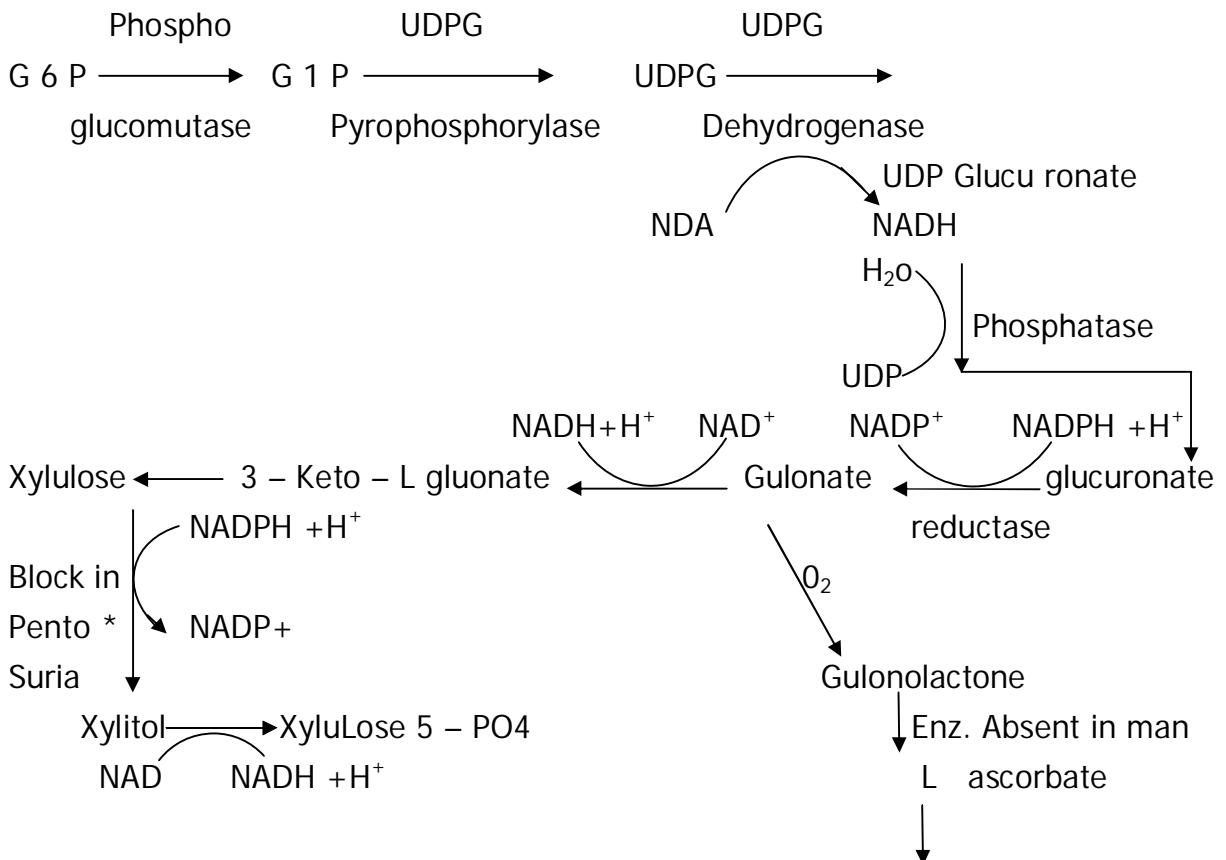 Phospho UDPG UDPG
G 6 P G 1 P UDPG
glucomutase Pyrophosphorylase Dehydrogenase
UDP Glucu ronate
NDA NADH
H₂o
Phosphatase
UDP
NADH+H⁺ NAD⁺ NADP⁺ NADPH +H⁺
Xylulose 3 – Keto – L gluonate Gulonate glucuronate
NADPH +H⁺ reductase
Block in 0₂
Pento * NADP+
Suria Gulonolactone
Xylitol XyluLose 5 – PO4 Enz. Absent in man
NAD NADH +H⁺ L ascorbate